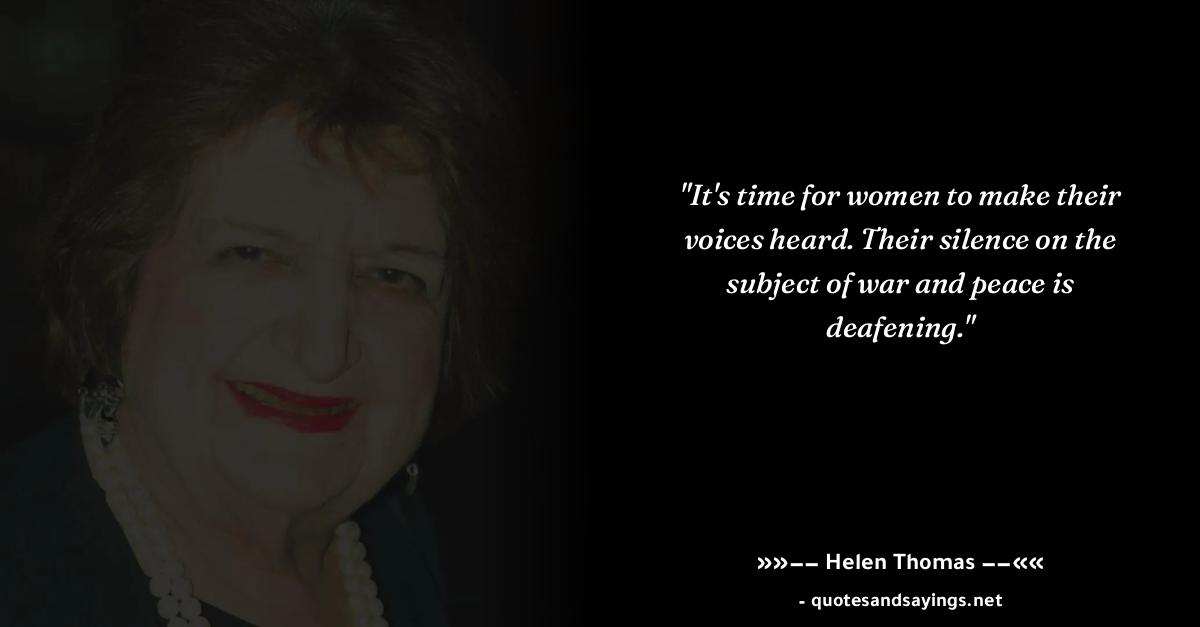 "It's time for women to make their
voices heard. Their silence on the
subject of war and peace is
deafening."
»»–– Helen Thomas ––««
- quotesandsayings.net